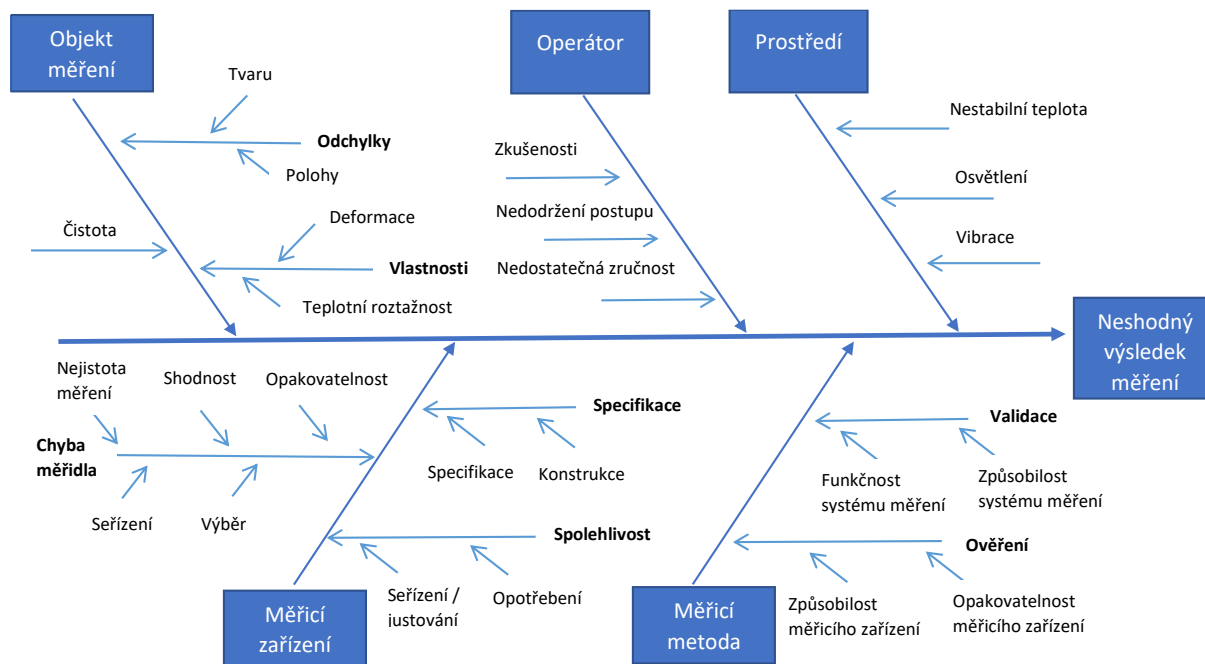 Objekt
měření
Operátor
Prostředí
Tvaru
Odchylky
Polohy
Čistota
Deformace
Vlastnosti
Teplotní roztažnost
Zkušenosti
Nedodržení postupu
Nedostatečná zručnost
Nestabilní teplota
Osvětlení
Vibrace
Neshodný
výsledek
měření
Nejistota
měření
Shodnost
Opakovatelnost
Chyba
měřidla
Seřízení
Výběr
Specifikace
Specifikace
Konstrukce
Spolehlivost
Seřízení /
justování
Opotřebení
Měřicí
zařízení
Validace
Funkčnost
systému měření
Způsobilost
systému měření
Ověření
Způsobilost
měřicího zařízení
Opakovatelnost
měřicího zařízení
Měřicí
metoda